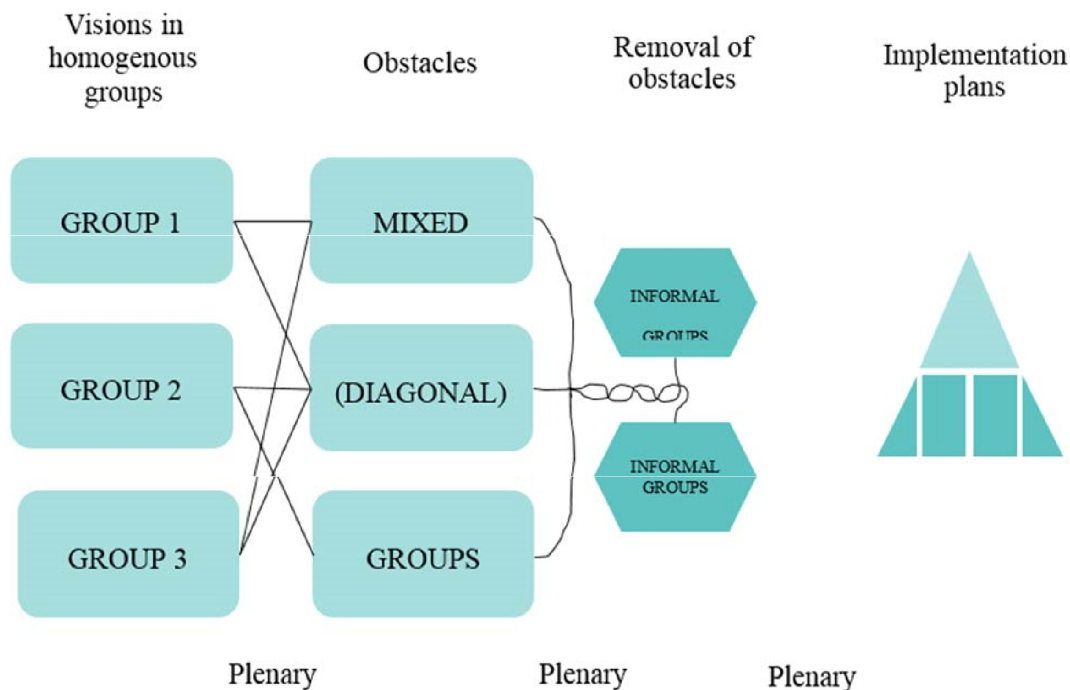 Visions in
homogenous
groups
Obstacles
Removal of
obstacles
Implementation
plans
GROUP 1
MIXED
GROUP 2
(DIAGONAL)
GROUP 3
GROUPS
INFORMAL
GROUPS
INFORMAL
GROUPS
Plenary
Plenary
Plenary